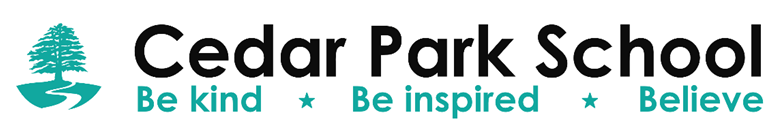 Cedar Park School
Be kind ★ Be inspired ★ Believe